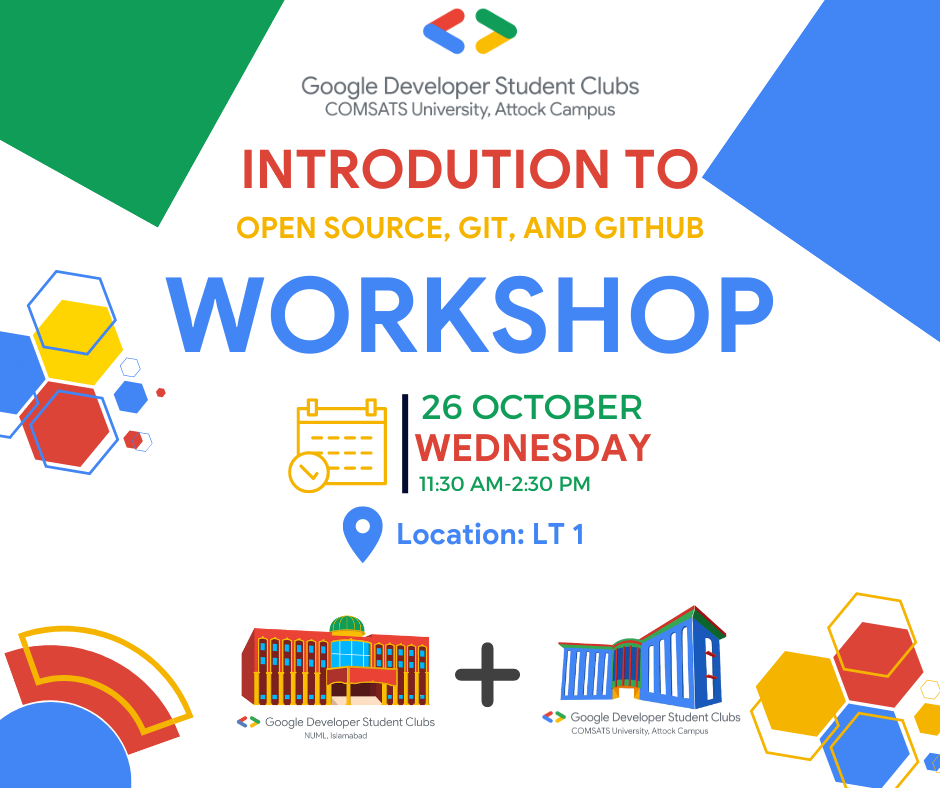 Google Developer Student Clubs
COMSATS University, Attock Campus
INTRODUTION TO
OPEN SOURCE, GIT, AND GITHUB
WORKSHOP
26 OCTOBER
WEDNESDAY
11:30 AM-2:30 PM
Location: LT 1
Google Developer Student Clubs
NUML, Islamabad
Google Developer Student Clubs
COMSATS University, Attock Campus